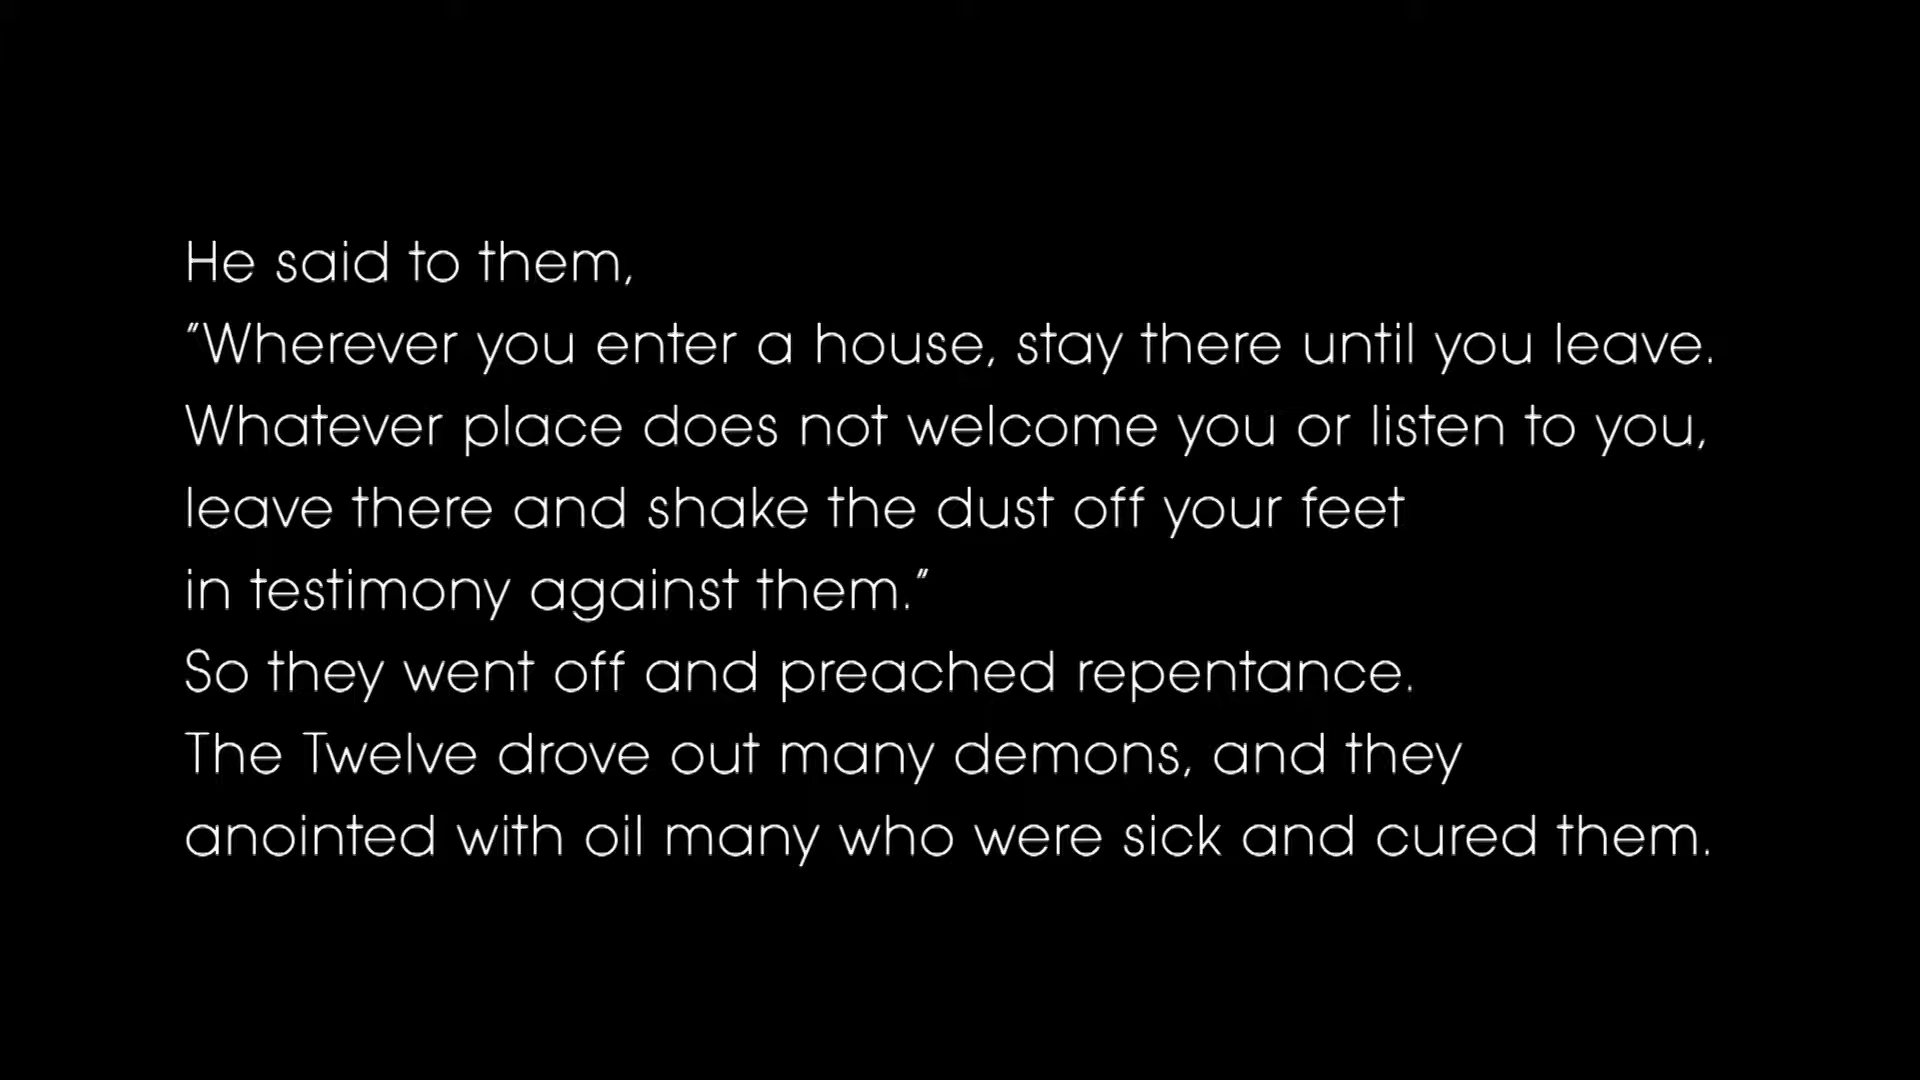 He said to them,
"Wherever you enter a house, stay there until you leave.
Whatever place does not welcome you or listen to you,
leave there and shake the dust off your feet
in testimony against them."
So they went off and preached repentance.
The Twelve drove out many demons, and they
anointed with oil many who were sick and cured them.